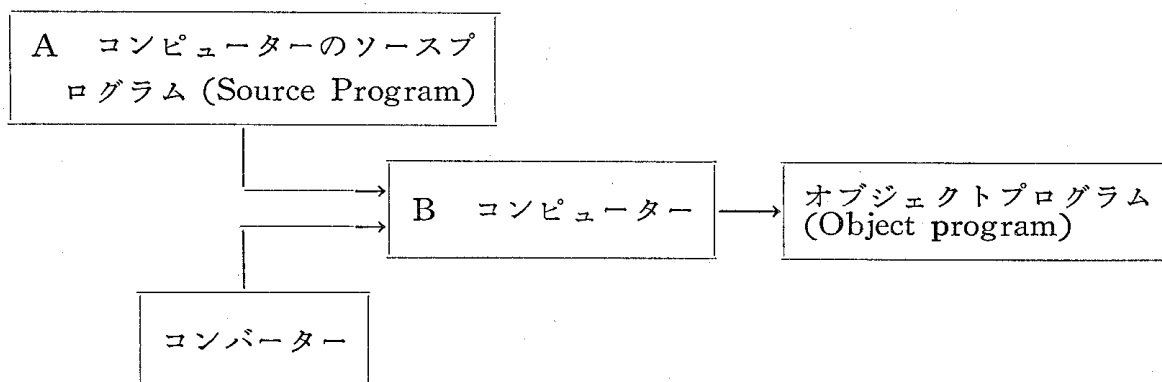 A コンピューターのソースプ
ログラム (Source Program)
B コンピューター
オブジェクトプログラム
(Object program)
コンバーター